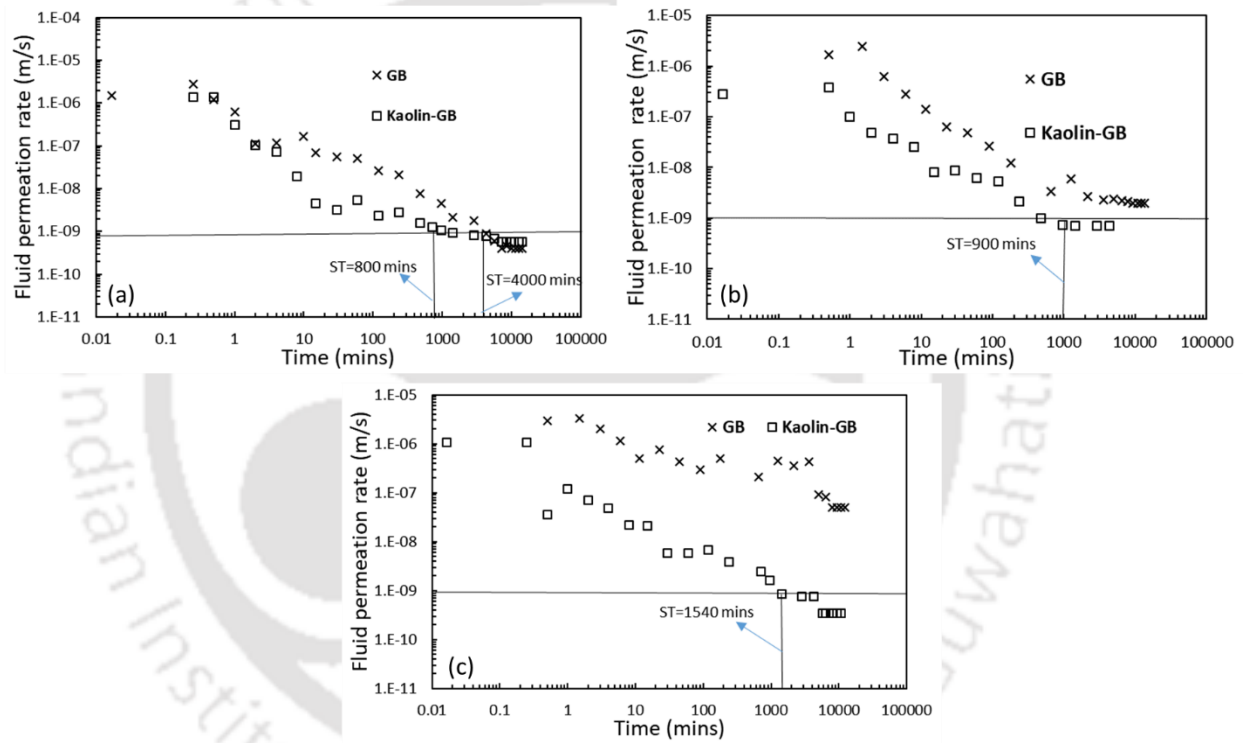 Fluid permeation rate (m/s)
1.E-04
1.E-05
1.E-06
1.E-07
1.E-08
1.E-09
1.E-10
1.E-11
× GB
□ Kaolin-GB
ST=800 mins
ST=4000 mins
(a)
0.01 0.1 1 10 100 1000 10000 100000
Time (mins)
Fluid permeation rate (m/s)
1.E-05
1.E-06
1.E-07
1.E-08
1.E-09
1.E-10
1.E-11
× GB
□ Kaolin-GB
ST=900 mins
(b)
0.01 0.1 1 10 100 1000 10000 100000
Time (mins)
Fluid permeation rate (m/s)
1.E-05
1.E-06
1.E-07
1.E-08
1.E-09
1.E-10
1.E-11
× GB □ Kaolin-GB
ST=1540 mins
(c)
0.01 0.1 1 10 100 1000 10000 100000
Time (mins)
Indian Instit
uwahati